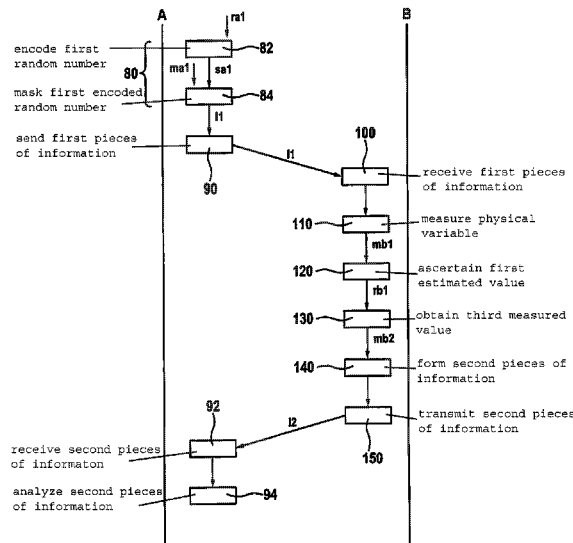 A
B
ra1
encode first
random number
80
82
ma1
sa1
mask first encoded
random number
84
I1
send first pieces
of information
90
I1
100
receive first pieces
of information
110
measure physical
variable
mb1
120
ascertain first
estimated value
rb1
130
obtain third measured
value
mb2
140
form second pieces of
information
92
I2
150
transmit second pieces
of information
receive second pieces
of informaton
analyze second pieces
of information
94